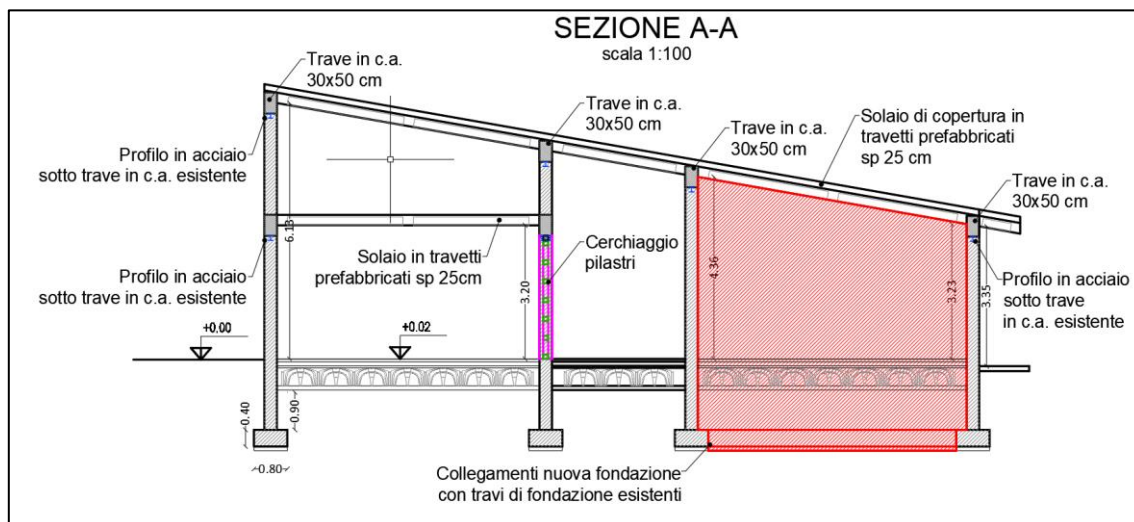 SEZIONE A-A
scala 1:100
Trave in c.a.
30x50 cm
Trave in c.a.
30x50 cm
Trave in c.a.
30x50 cm
Solaio di copertura in
travetti prefabbricati
sp 25 cm
Trave in c.a.
30x50 cm
Profilo in acciaio
sotto trave in c.a. esistente
Profilo in acciaio
sotto trave in c.a. esistente
Solaio in travetti
prefabbricati sp 25cm
Cerchiaggio
pilastri
Profilo in acciaio
sotto trave
in c.a. esistente
6.13
3.20
4.36
3.23
3.35
+0.00
+0.02
0.40
0.90
0.80
Collegamenti nuova fondazione
con travi di fondazione esistenti